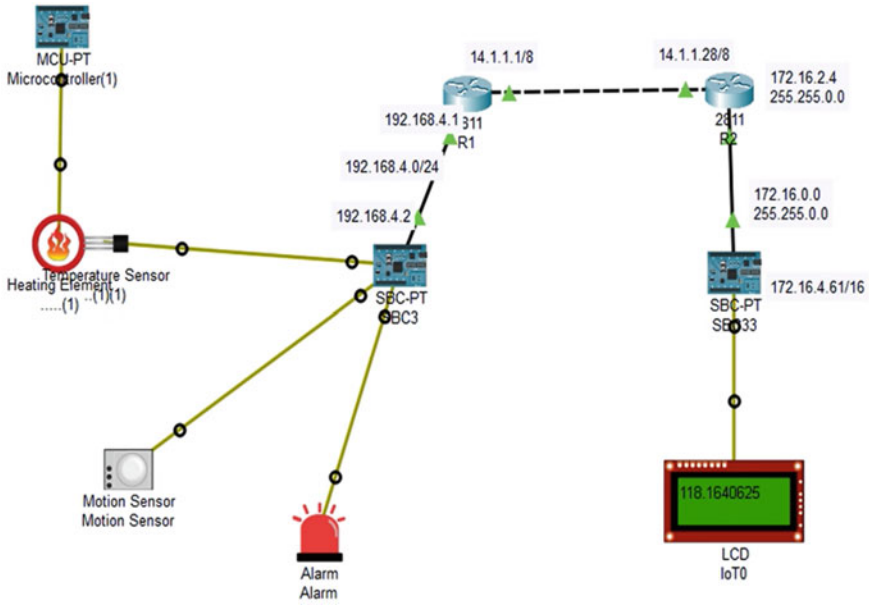 MCU-PT
Microcontroller(1)
14.1.1.1/8
14.1.1.28/8
172.16.2.4
255.255.0.0
192.168.4.1
R1
2811
R2
192.168.4.0/24
192.168.4.2
172.16.0.0
255.255.0.0
Temperature Sensor
Heating Element
..(1)(1)
.....(1)
SBC-PT
SBC3
SBC-PT
172.16.4.61/16
118.1640625
Motion Sensor
Motion Sensor
Alarm
Alarm
LCD
IoT0